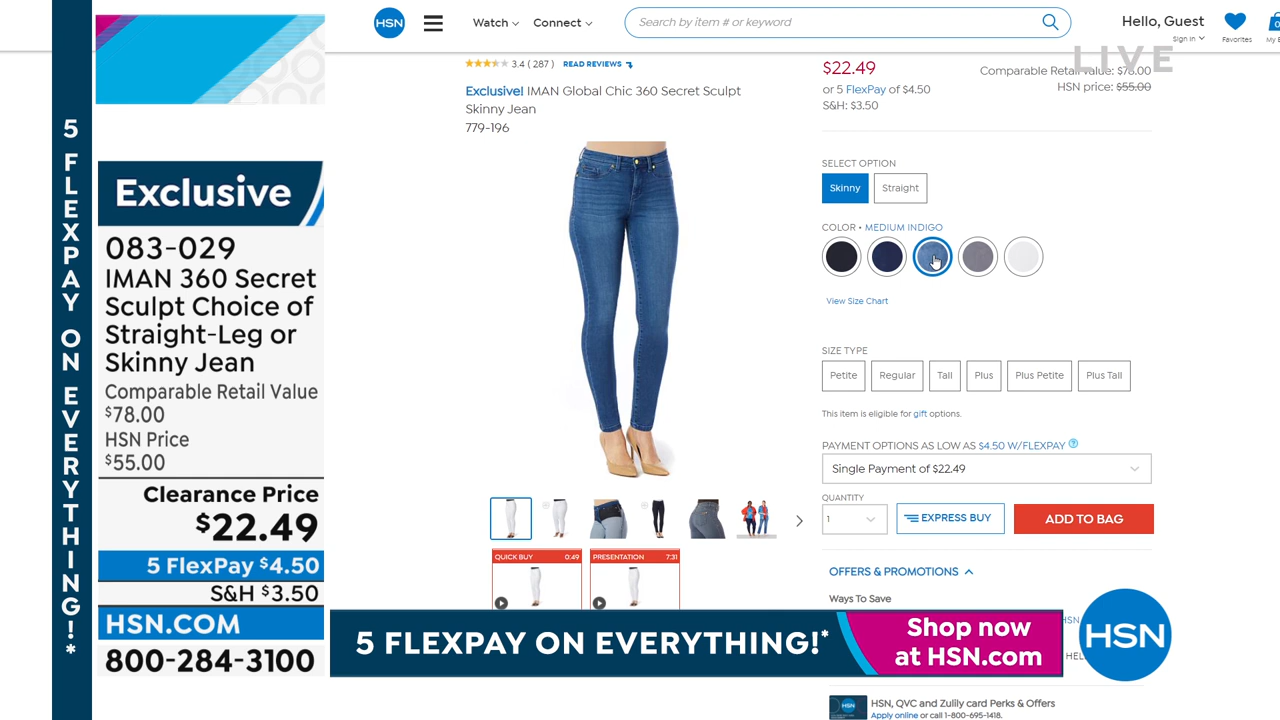 5 FLEXPAY ON EVERYTHING!*
Exclusive
083-029
IMAN 360 Secret
Sculpt Choice of
Straight-Leg or
Skinny Jean
Comparable Retail Value
$78.00
HSN Price
$55.00
Clearance Price
$22.49
5 FlexPay $4.50
S&H $3.50
HSN.COM
800-284-3100
HSN
Watch
Connect
Search by item # or keyword
Hello, Guest
Sign In
Favorites
0
LIVE
3.4 ( 287 )
READ REVIEWS
Exclusive! IMAN Global Chic 360 Secret Sculpt
Skinny Jean
779-196
$22.49
Comparable Retail Value: $78.00
or 5 FlexPay of $4.50
HSN price: $55.00
S&H: $3.50
SELECT OPTION
Skinny
Straight
COLOR • MEDIUM INDIGO
View Size Chart
SIZE TYPE
Petite
Regular
Tall
Plus
Plus Petite
Plus Tall
This item is eligible for gift options.
PAYMENT OPTIONS AS LOW AS $4.50 W/FLEXPAY
Single Payment of $22.49
QUANTITY
1
EXPRESS BUY
ADD TO BAG
QUICK BUY 0:49
PRESENTATION 7:31
OFFERS & PROMOTIONS
Ways To Save
5 FLEXPAY ON EVERYTHING!*
Shop now
at HSN.com
HSN
HSN
HSN, QVC and Zulily card Perks & Offers
Apply online or call 1-800-695-1418.